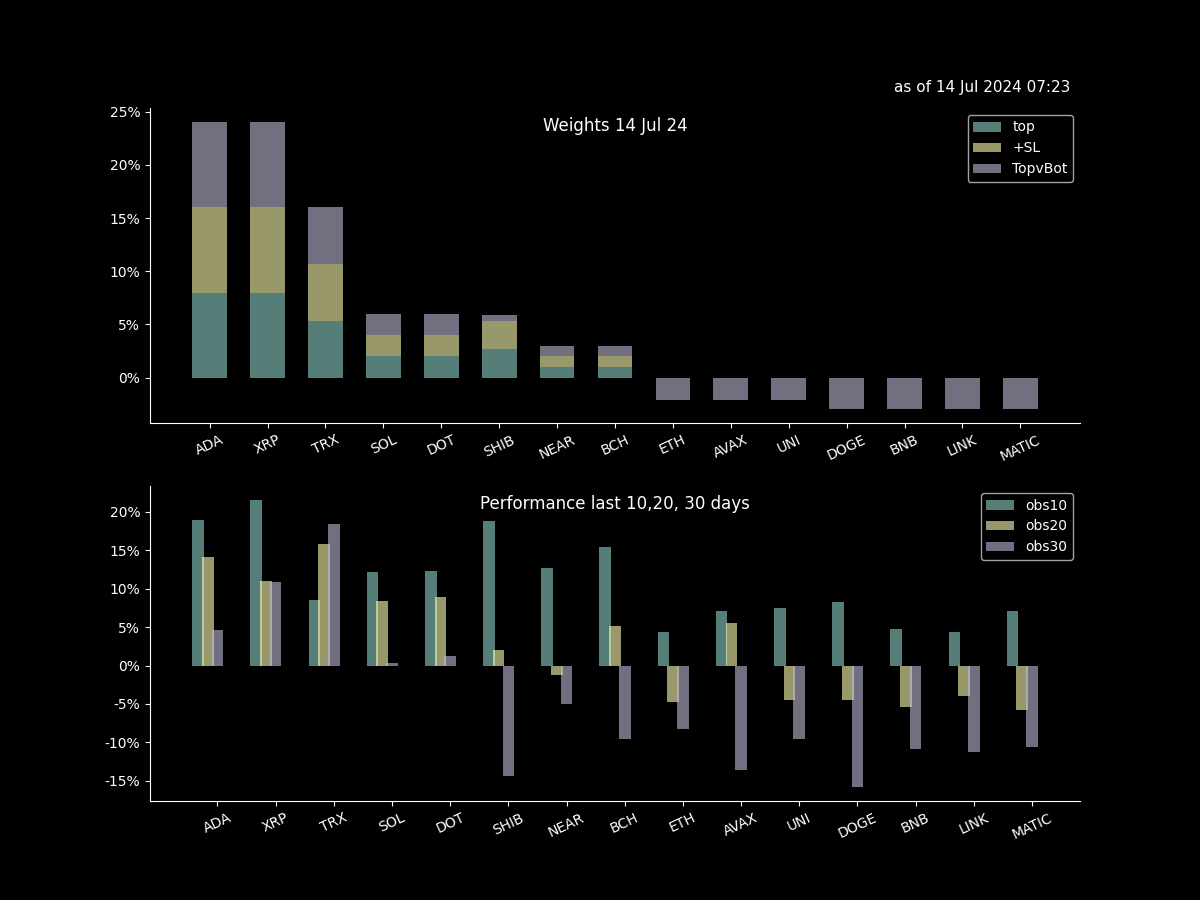 as of 14 Jul 2024 07:23
Weights 14 Jul 24
top
+SL
TopvBot
25%
20%
15%
10%
5%
0%
ADA XRP TRX SOL DOT SHIB NEAR BCH ETH AVAX UNI DOGE BNB LINK MATIC
Performance last 10,20, 30 days
obs10
obs20
obs30
20%
15%
10%
5%
0%
-5%
-10%
-15%
ADA XRP TRX SOL DOT SHIB NEAR BCH ETH AVAX UNI DOGE BNB LINK MATIC